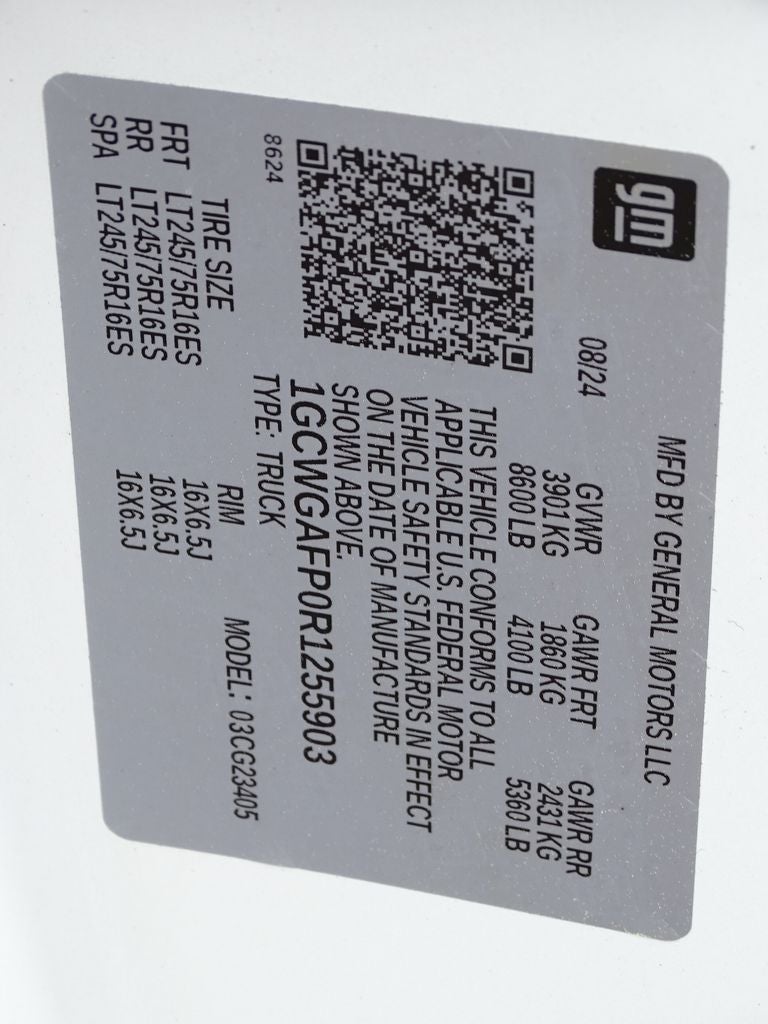 gm
MFD BY GENERAL MOTORS LLC
08/24
GVWR GAWR FRT GAWR RR
3901 KG 1860 KG 2431 KG
8600 LB 4100 LB 5360 LB
THIS VEHICLE CONFORMS TO ALL
APPLICABLE U.S. FEDERAL MOTOR
VEHICLE SAFETY STANDARDS IN EFFECT
ON THE DATE OF MANUFACTURE
SHOWN ABOVE.
1GCWGAFP0R1255903
TYPE: TRUCK
8624
MODEL: 03CG23405
TIRE SIZE RIM
FRT LT245/75R16ES 16X6.5J
RR LT245/75R16ES 16X6.5J
SPA LT245/75R16ES 16X6.5J